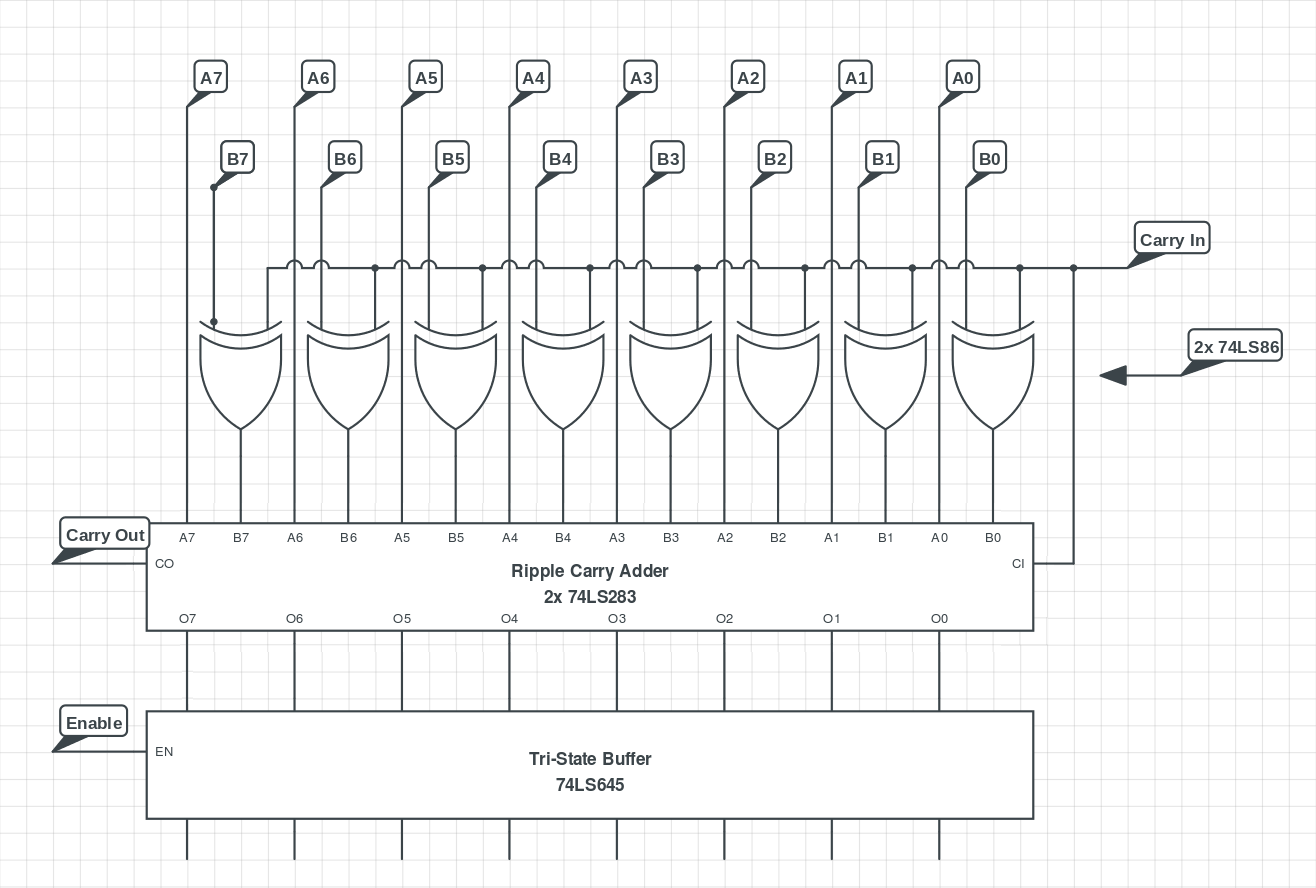 A7
A6
A5
A4
A3
A2
A1
A0
B7
B6
B5
B4
B3
B2
B1
B0
Carry In
2x 74LS86
Carry Out
A7
B7
A6
B6
A5
B5
A4
B4
A3
B3
A2
B2
A1
B1
A0
B0
CO
CI
Ripple Carry Adder
2x 74LS283
O7
O6
O5
O4
O3
O2
O1
O0
Enable
EN
Tri-State Buffer
74LS645